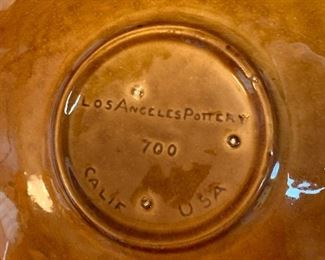 LOS ANGELES POTTERY
700
CALIF USA